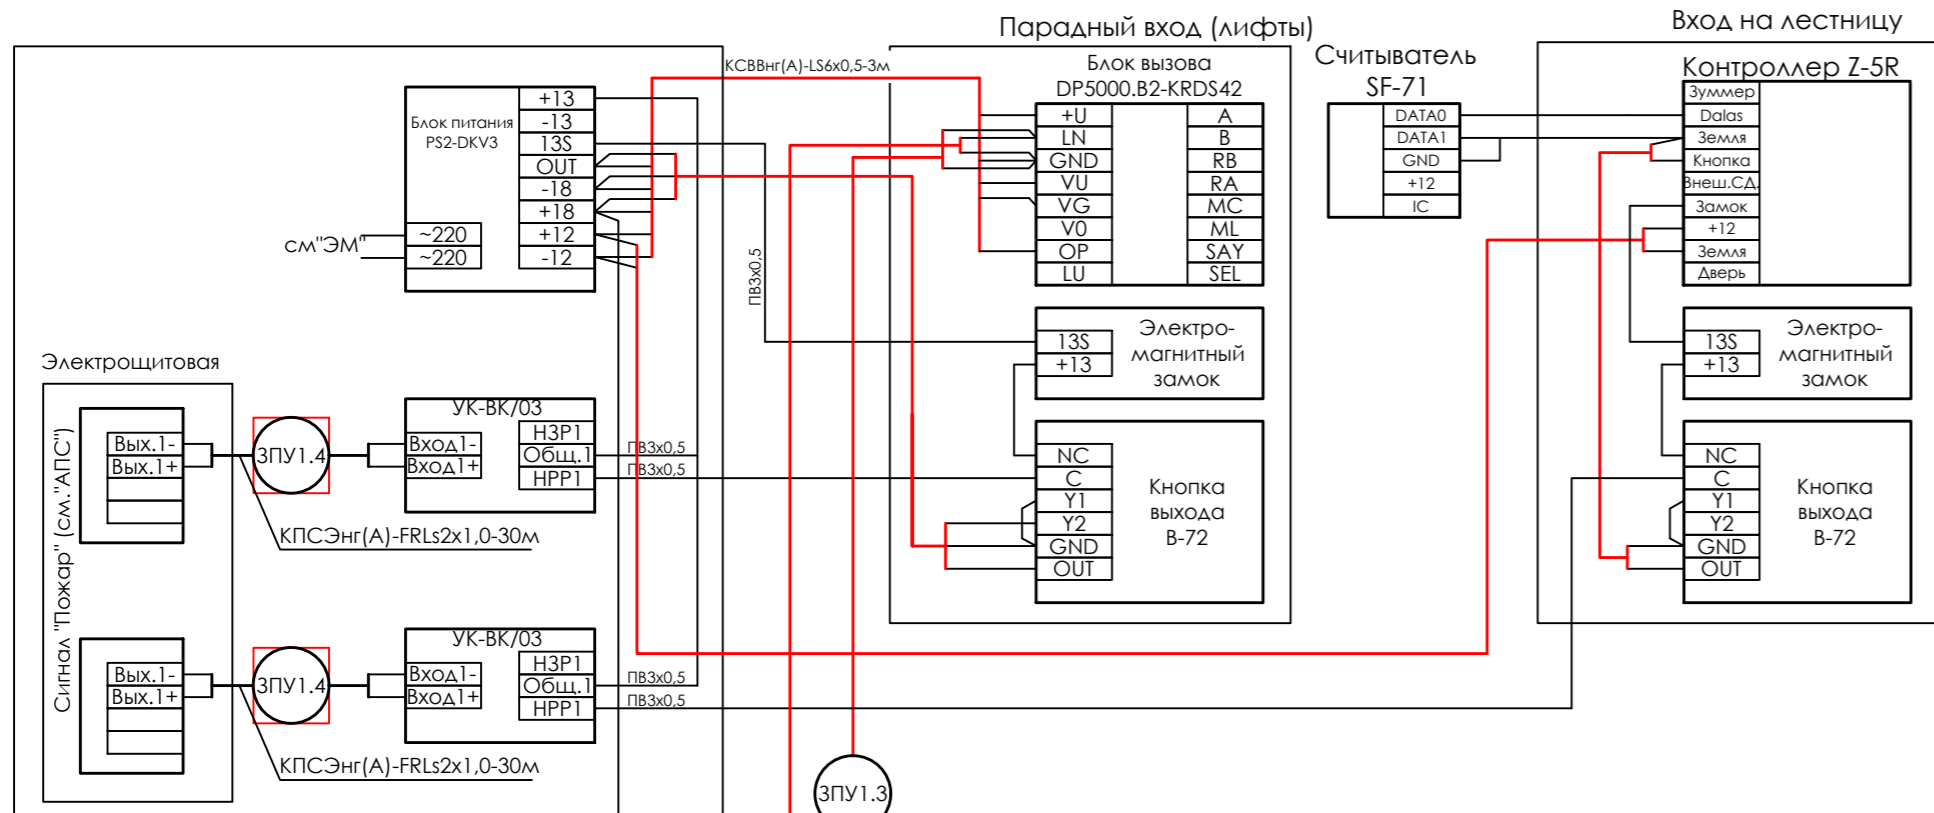 Парадный вход (лифты)
Вход на лестницу
КСВВнг(А)-LS6х0,5-3м
Блок питания
PS2-DKV3
+13
-13
13S
OUT
-18
+18
+12
-12
~220
~220
см"ЭМ"
ПВ3х0,5
Блок вызова
DP5000.B2-KRDS42
+U
LN
GND
VU
VG
V0
OP
LU
A
B
RB
RA
MC
ML
SAY
SEL
Считыватель
SF-71
DATA0
DATA1
GND
+12
IC
Контроллер Z-5R
Зуммер
Dalas
Земля
Кнопка
Внеш.СД.
Замок
+12
Земля
Дверь
13S
+13
Электро-
магнитный
замок
13S
+13
Электро-
магнитный
замок
Электрощитовая
Сигнал "Пожар" (см."АПС")
Вых.1-
Вых.1+
ЗПУ1.4
УК-ВК/03
Вход1-
Вход1+
НЗР1
Общ.1
НРР1
ПВ3х0,5
ПВ3х0,5
КПСЭнг(А)-FRLs2х1,0-30м
NC
C
Y1
Y2
GND
OUT
Кнопка
выхода
B-72
NC
C
Y1
Y2
GND
OUT
Кнопка
выхода
B-72
Вых.1-
Вых.1+
ЗПУ1.4
УК-ВК/03
Вход1-
Вход1+
НЗР1
Общ.1
НРР1
ПВ3х0,5
ПВ3х0,5
КПСЭнг(А)-FRLs2х1,0-30м
ЗПУ1.3